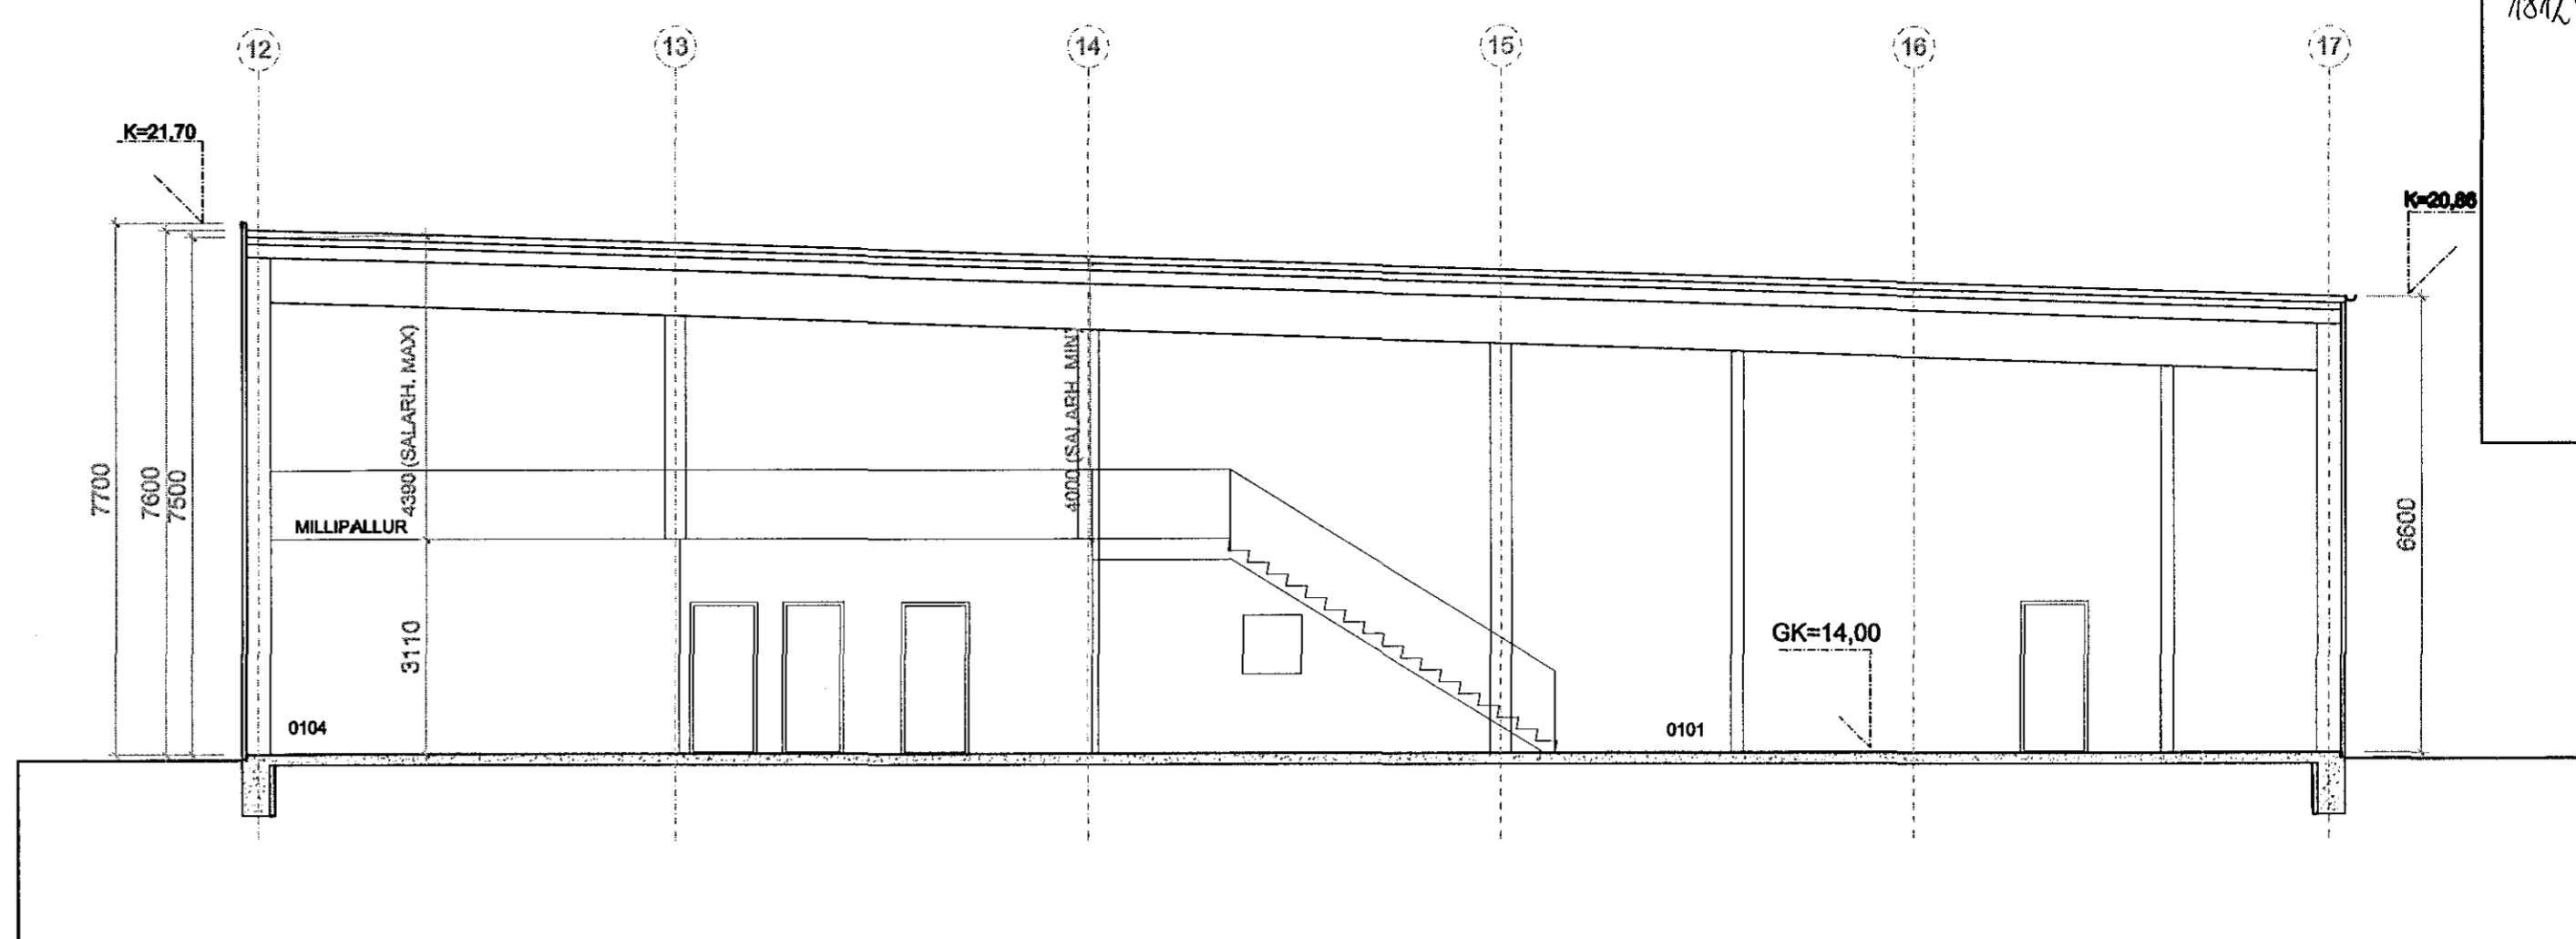 12 13 14 15 16 17
K=21,70
K=20,86
7700
7600
7500
4390 (SALARH. MAX)
4000 (SALARH. MIN)
MILLIPALLUR
3110
6600
GK=14,00
0104
0101